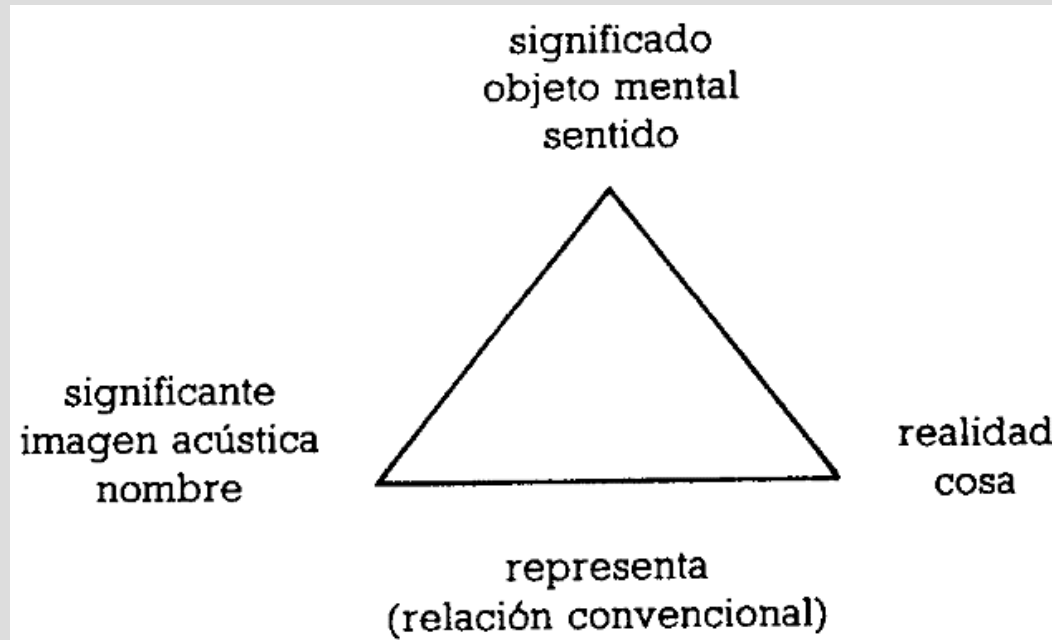 significado
objeto mental
sentido
significante
imagen acústica
nombre
realidad
cosa
representa
(relación convencional)